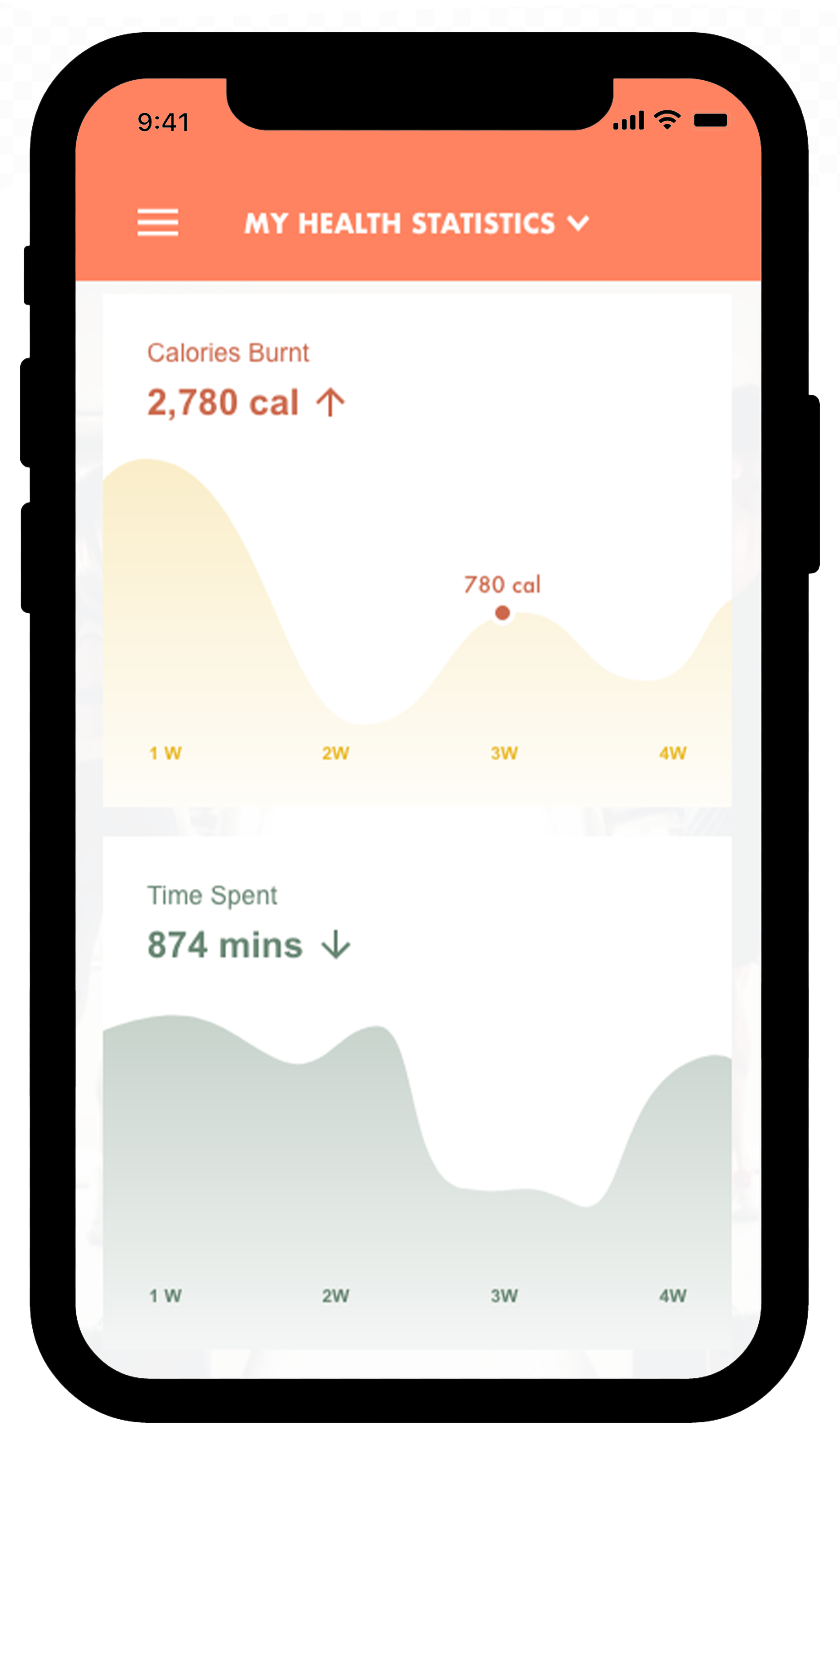 9:41
MY HEALTH STATISTICS
Calories Burnt
2,780 cal ↑
780 cal
1 W 2W 3W 4W
Time Spent
874 mins ↓
1 W 2W 3W 4W